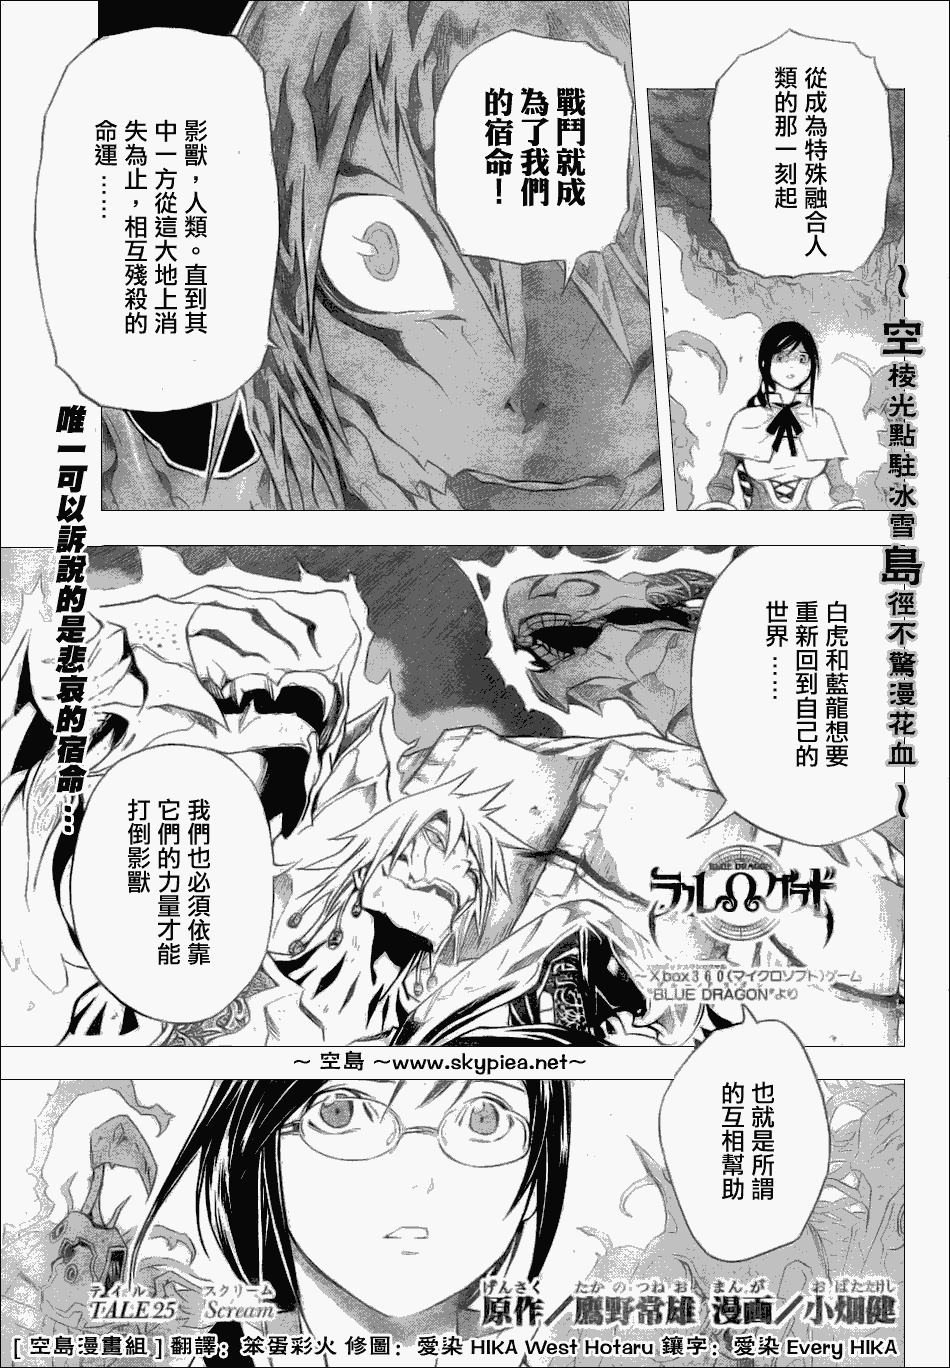 從成為特殊融合人
類的那一刻起
戰鬥就成
為了我們
的宿命！
影獸，人類。直到其
中一方從這大地上消
失為止，相互殘殺的
命運……
～空棱光點駐冰雪島徑不驚漫花血～
唯一可以訴說的是悲哀的宿命…
白虎和藍龍想要
重新回到自己的
世界……
我們也必須依靠
它們的力量才能
打倒影獸
BLUE DRAGON
ラルΩグラド
～Xbox360(マイクロソフト)ゲーム
"BLUE DRAGON"より
～ 空島 ～www.skypiea.net～
也就是所謂
的互相幫助
テイル スクリーム
TALE25 Scream
げんさく たかの つねお まんが おばたたけし
原作／鷹野常雄 漫画／小畑健
[ 空島漫畫組 ] 翻譯：笨蛋彩火 修圖：愛染 HIKA West Hotaru 鑲字：愛染 Every HIKA